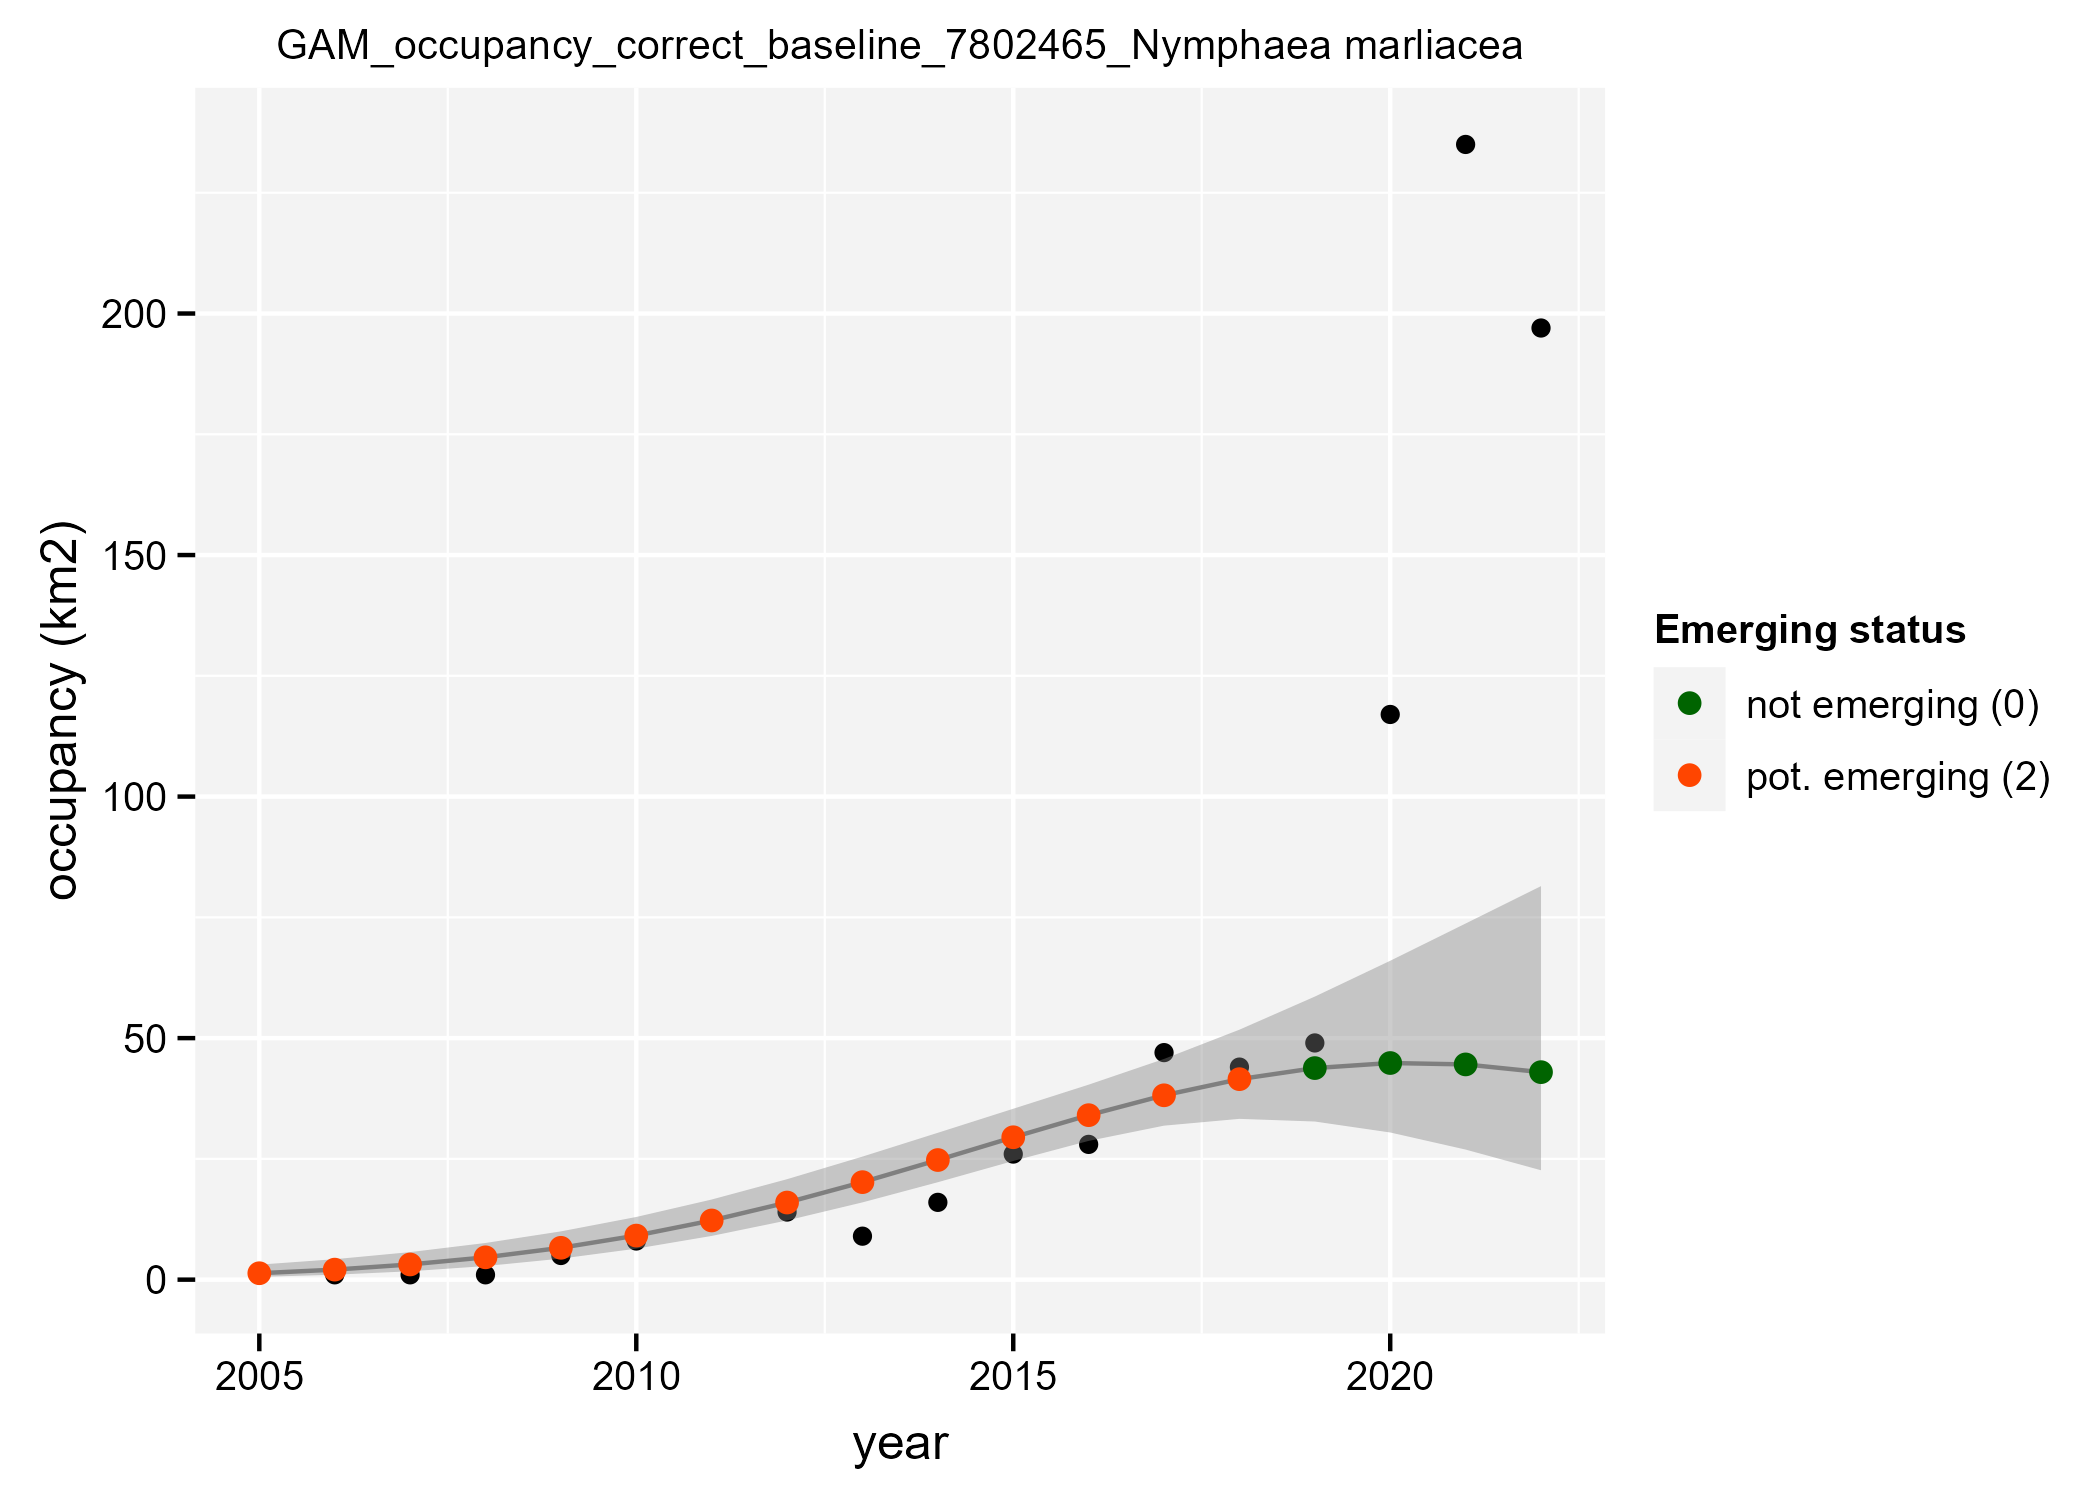 GAM_occupancy_correct_baseline_7802465_Nymphaea marliacea
occupancy (km2)
200
150
100
50
0
2005 2010 2015 2020
year
Emerging status
not emerging (0)
pot. emerging (2)